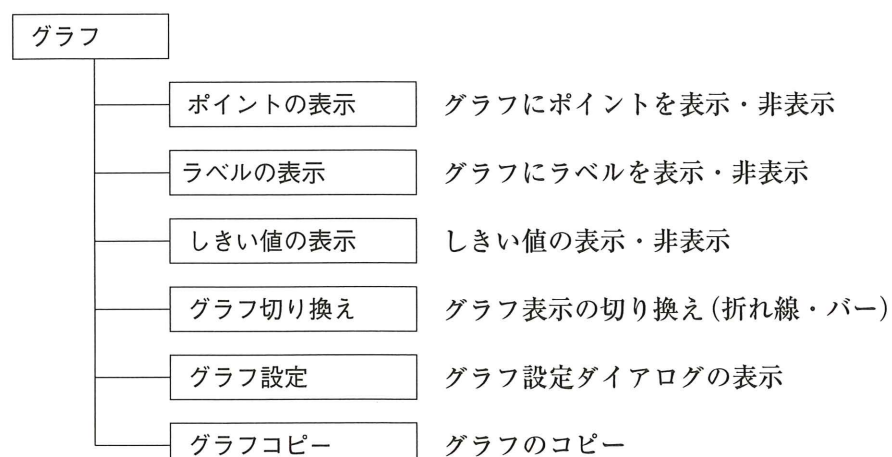 グラフ
ポイントの表示 グラフにポイントを表示・非表示
ラベルの表示 グラフにラベルを表示・非表示
しきい値の表示 しきい値の表示・非表示
グラフ切り換え グラフ表示の切り換え(折れ線・バー)
グラフ設定 グラフ設定ダイアログの表示
グラフコピー グラフのコピー